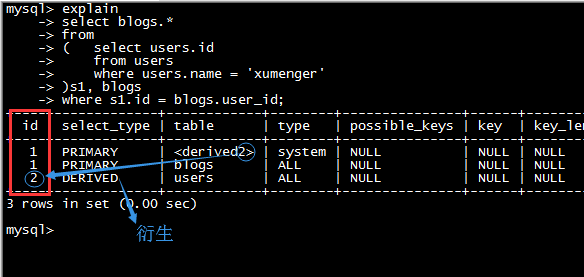 mysql> explain
-> select blogs.*
-> from
-> (   select users.id
->     from users
->     where users.name = 'xumenger'
-> )s1, blogs
-> where s1.id = blogs.user_id;
id | select_type | table | type | possible_keys | key | key_len
1 | PRIMARY | <derived2> | system | NULL | NULL | NULL
1 | PRIMARY | blogs | ALL | NULL | NULL | NULL
2 | DERIVED | users | ALL | NULL | NULL | NULL
3 rows in set (0.00 sec)
mysql>
衍生